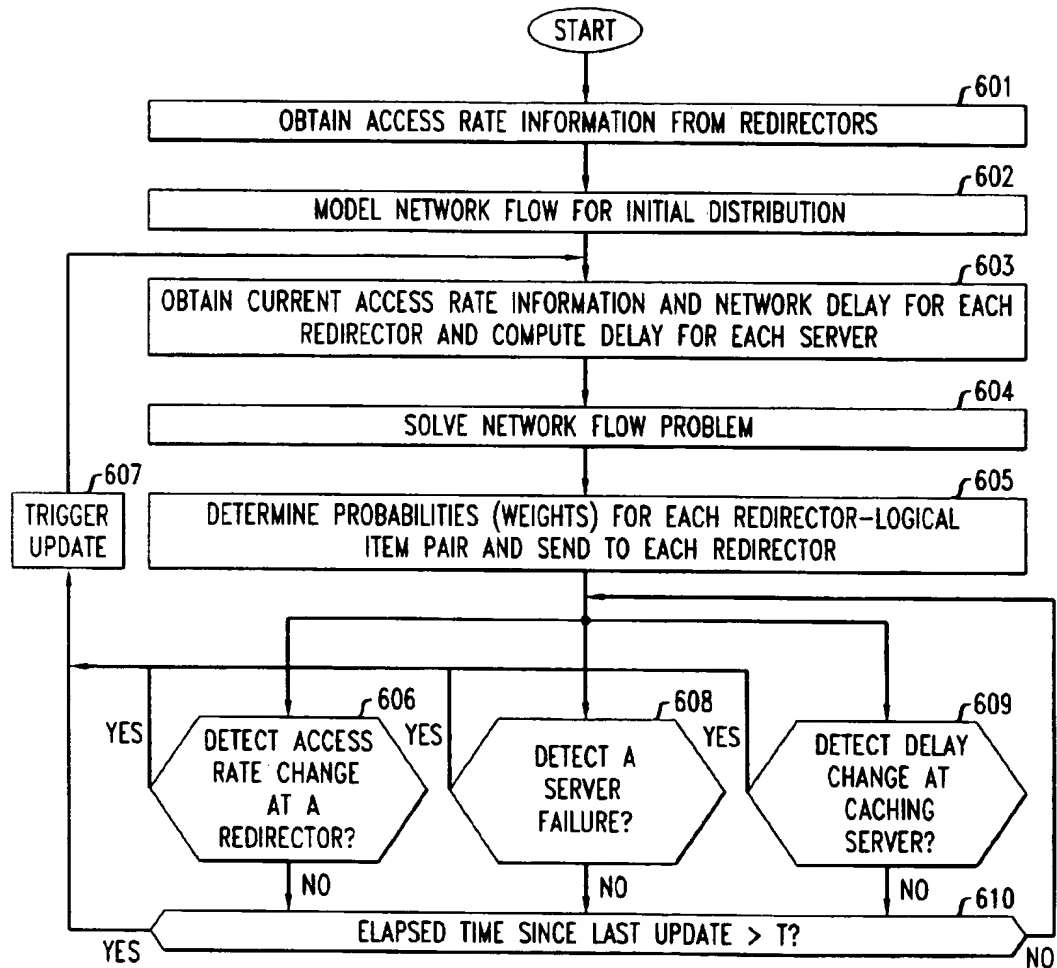 START
601
OBTAIN ACCESS RATE INFORMATION FROM REDIRECTORS
602
MODEL NETWORK FLOW FOR INITIAL DISTRIBUTION
603
OBTAIN CURRENT ACCESS RATE INFORMATION AND NETWORK DELAY FOR EACH
REDIRECTOR AND COMPUTE DELAY FOR EACH SERVER
604
SOLVE NETWORK FLOW PROBLEM
607
TRIGGER
UPDATE
605
DETERMINE PROBABILITIES (WEIGHTS) FOR EACH REDIRECTOR-LOGICAL
ITEM PAIR AND SEND TO EACH REDIRECTOR
606
YES
DETECT ACCESS
RATE CHANGE
AT A
REDIRECTOR?
NO
608
YES
DETECT A
SERVER
FAILURE?
NO
609
YES
DETECT DELAY
CHANGE AT
CACHING
SERVER?
NO
610
ELAPSED TIME SINCE LAST UPDATE > T?
YES
NO